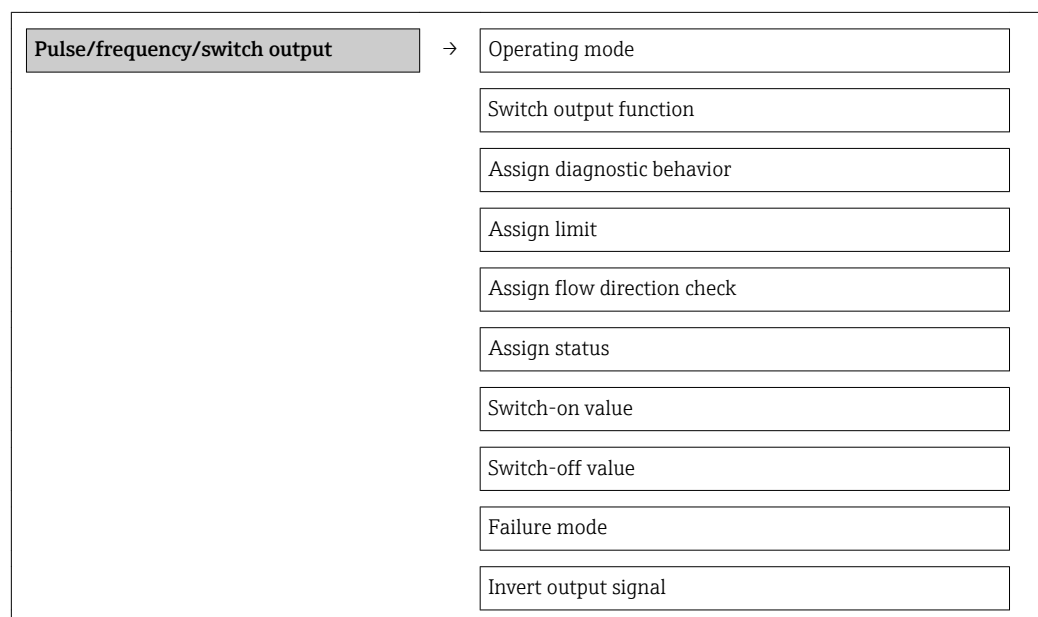 Pulse/frequency/switch output → Operating mode
Switch output function
Assign diagnostic behavior
Assign limit
Assign flow direction check
Assign status
Switch-on value
Switch-off value
Failure mode
Invert output signal